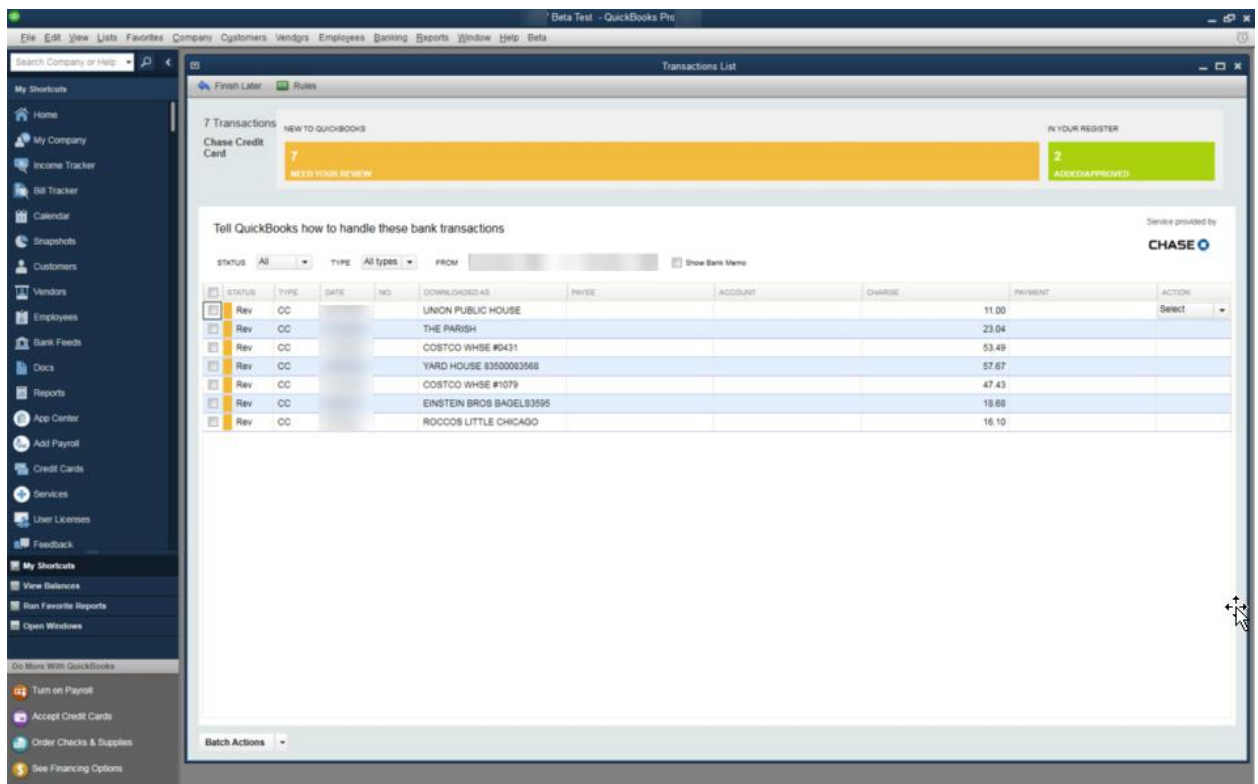 Beta Test - QuickBooks Pro
File Edit View Lists Favorites Company Customers Vendors Employees Banking Reports Window Help Beta
Search Company or Help
My Shortcuts
Home
My Company
Income Tracker
Bill Tracker
Calendar
Snapshots
Customers
Vendors
Employees
Bank Feeds
Docs
Reports
App Center
Add Payroll
Credit Cards
Services
User Licenses
Feedback
My Shortcuts
View Balances
Run Favorite Reports
Open Windows
Do More With QuickBooks
Turn on Payroll
Accept Credit Cards
Order Checks & Supplies
See Financing Options
Transactions List
Finish Later Rules
7 Transactions
Chase Credit
Card
NEW TO QUICKBOOKS
7
NEED YOUR REVIEW
IN YOUR REGISTER
2
ADDED/APPROVED
Tell QuickBooks how to handle these bank transactions
Service provided by
CHASE
STATUS All TYPE All types FROM Show Bank Memo
STATUS TYPE DATE NO. DOWNLOADED AS PAYEE ACCOUNT CHARGE PAYMENT ACTION
Rev CC UNION PUBLIC HOUSE 11.00 Select
Rev CC THE PARISH 23.04
Rev CC COSTCO WHSE #0431 53.49
Rev CC YARD HOUSE 83500083568 57.67
Rev CC COSTCO WHSE #1079 47.43
Rev CC EINSTEIN BROS BAGELS3595 18.68
Rev CC ROCCOS LITTLE CHICAGO 16.10
Batch Actions